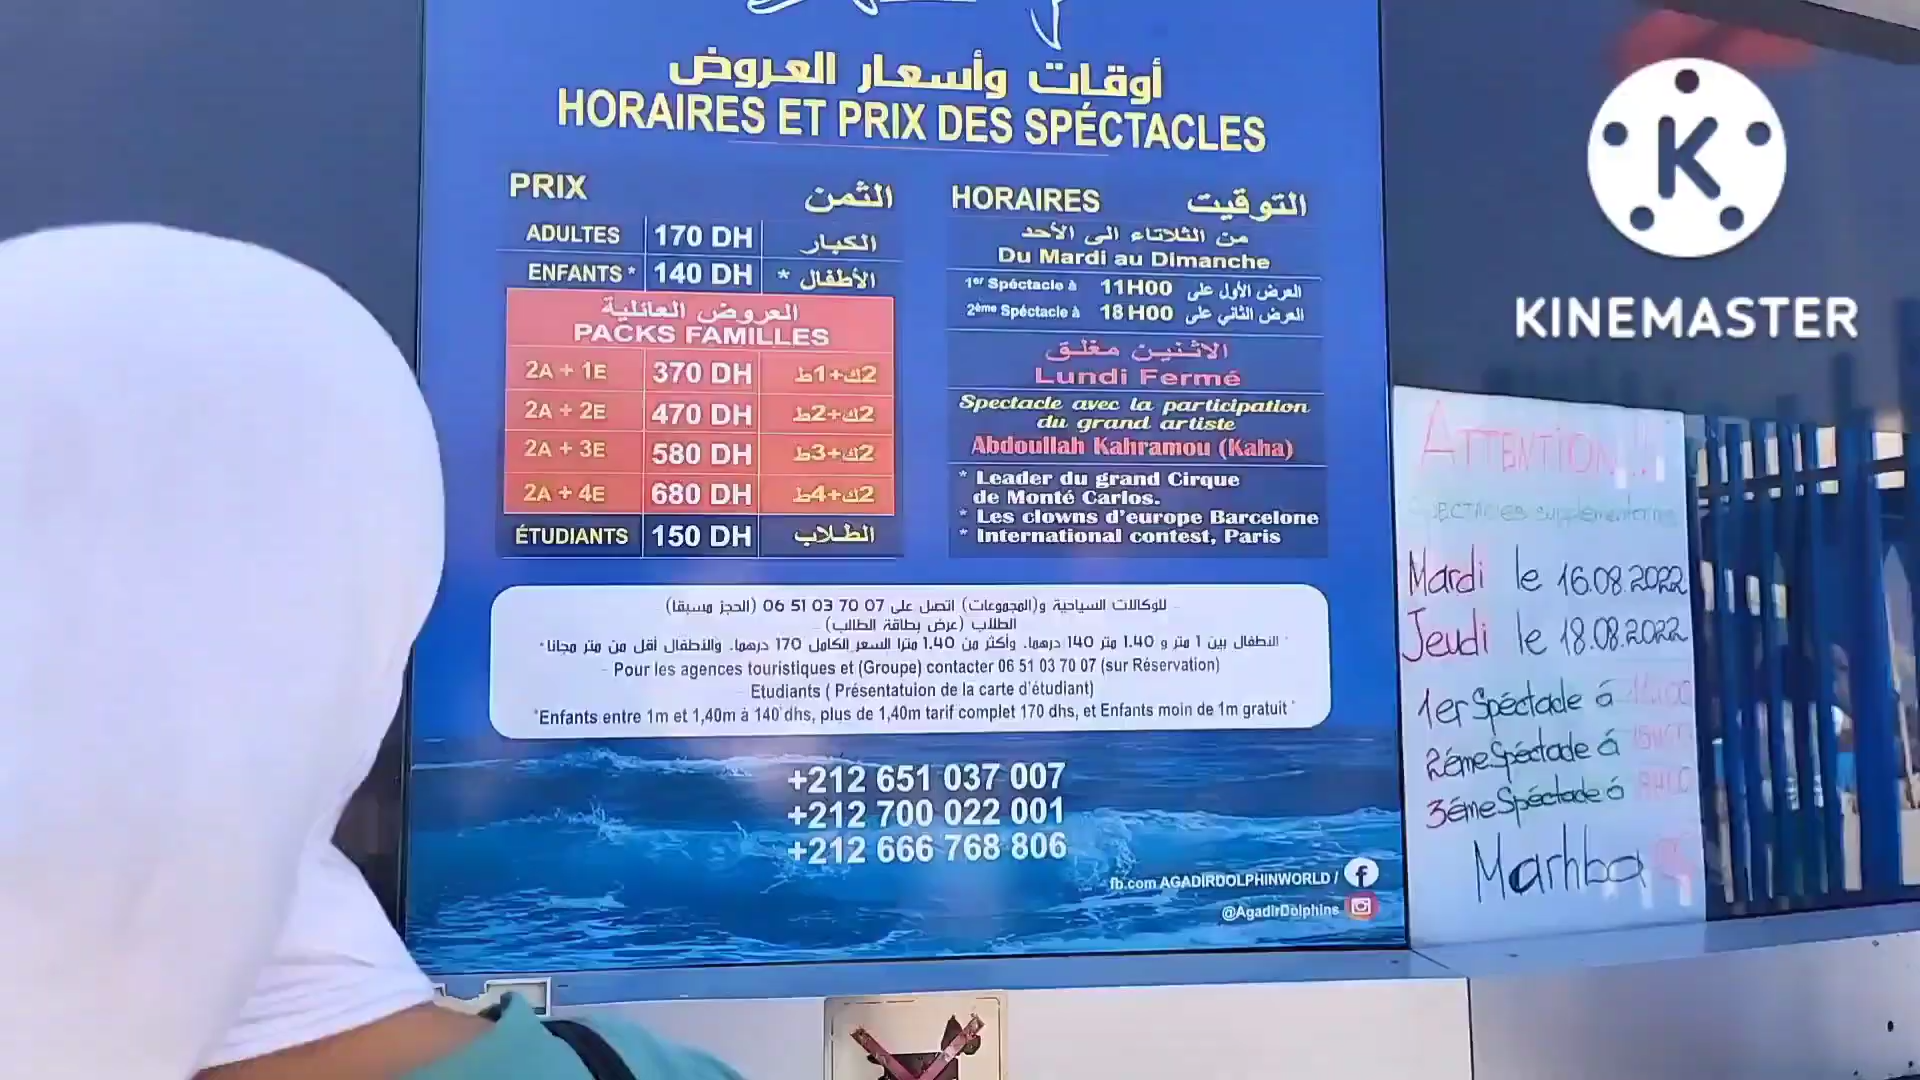 أوقات وأسعار العروض
HORAIRES ET PRIX DES SPÉCTACLES
PRIX الثمن
ADULTES 170 DH الكبار
ENFANTS * 140 DH الأطفال *
العروض العائلية
PACKS FAMILLES
2A + 1E 370 DH 2ك+1ط
2A + 2E 470 DH 2ك+2ط
2A + 3E 580 DH 2ك+3ط
2A + 4E 680 DH 2ك+4ط
ÉTUDIANTS 150 DH الطلاب
HORAIRES التوقيت
من الثلاثاء الى الأحد
Du Mardi au Dimanche
1er Spéctacle à 11H00 العرض الأول على
2ème Spéctacle à 18H00 العرض الثاني على
الاثنين مغلق
Lundi Fermé
Spectacle avec la participation
du grand artiste
Abdoullah Kahramou (Kaha)
* Leader du grand Cirque
de Monté Carlos.
* Les clowns d'europe Barcelone
* International contest, Paris
- للوكالات السياحية و(المجموعات) اتصل على 07 70 03 51 06 (الحجز مسبقا)
- الطلاب (عرض بطاقة الطالب)
* الاطفال بين 1 متر و 1.40 متر 140 درهما، وأكثر من 1.40 مترا السعر الكامل 170 درهما، والأطفال أقل من متر مجانا*
- Pour les agences touristiques et (Groupe) contacter 06 51 03 70 07 (sur Réservation)
- Etudiants ( Présentatuion de la carte d'étudiant)
*Enfants entre 1m et 1,40m à 140 dhs, plus de 1,40m tarif complet 170 dhs, et Enfants moin de 1m gratuit *
+212 651 037 007
+212 700 022 001
+212 666 768 806
fb.com AGADIRDOLPHINWORLD /
@AgadirDolphins
KINEMASTER
ATTENTION !!!
SPECTACLES supplémentaires
Mardi le 16.08.2022
Jeudi le 18.08.2022
1er Spéctacle à
2émeSpéctacle à
3émeSpéctacle à
Marhba